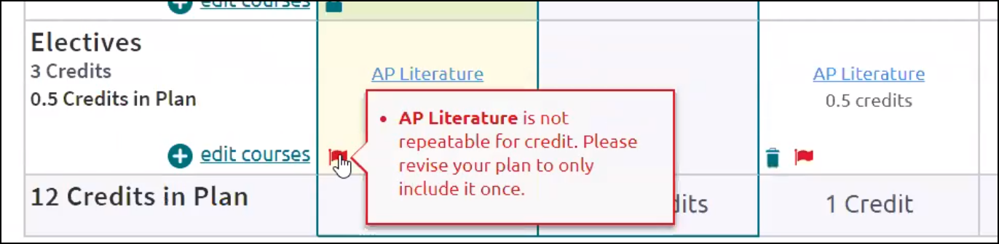 edit courses
Electives
3 Credits
0.5 Credits in Plan
edit courses
AP Literature
AP Literature
0.5 credits
AP Literature is not
repeatable for credit. Please
revise your plan to only
include it once.
12 Credits in Plan
1 Credit